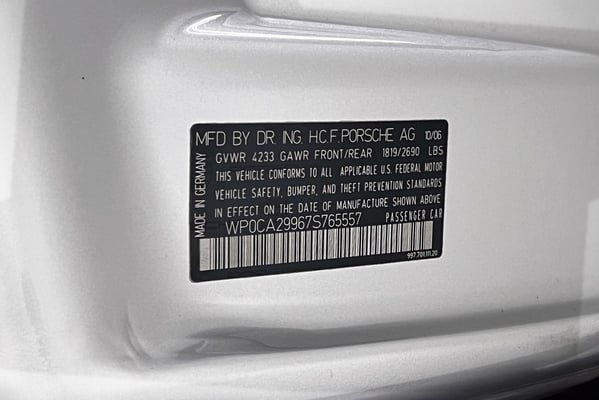 MFD BY DR. ING. H.C.F. PORSCHE AG 10/06
GVWR 4233 GAWR FRONT/REAR 1819/2690 LBS
THIS VEHICLE CONFORMS TO ALL APPLICABLE U.S. FEDERAL MOTOR
VEHICLE SAFETY, BUMPER, AND THEFT PREVENTION STANDARDS
IN EFFECT ON THE DATE OF MANUFACTURE SHOWN ABOVE
WP0CA29967S765557 PASSENGER CAR
997.701.111.20
MADE IN GERMANY